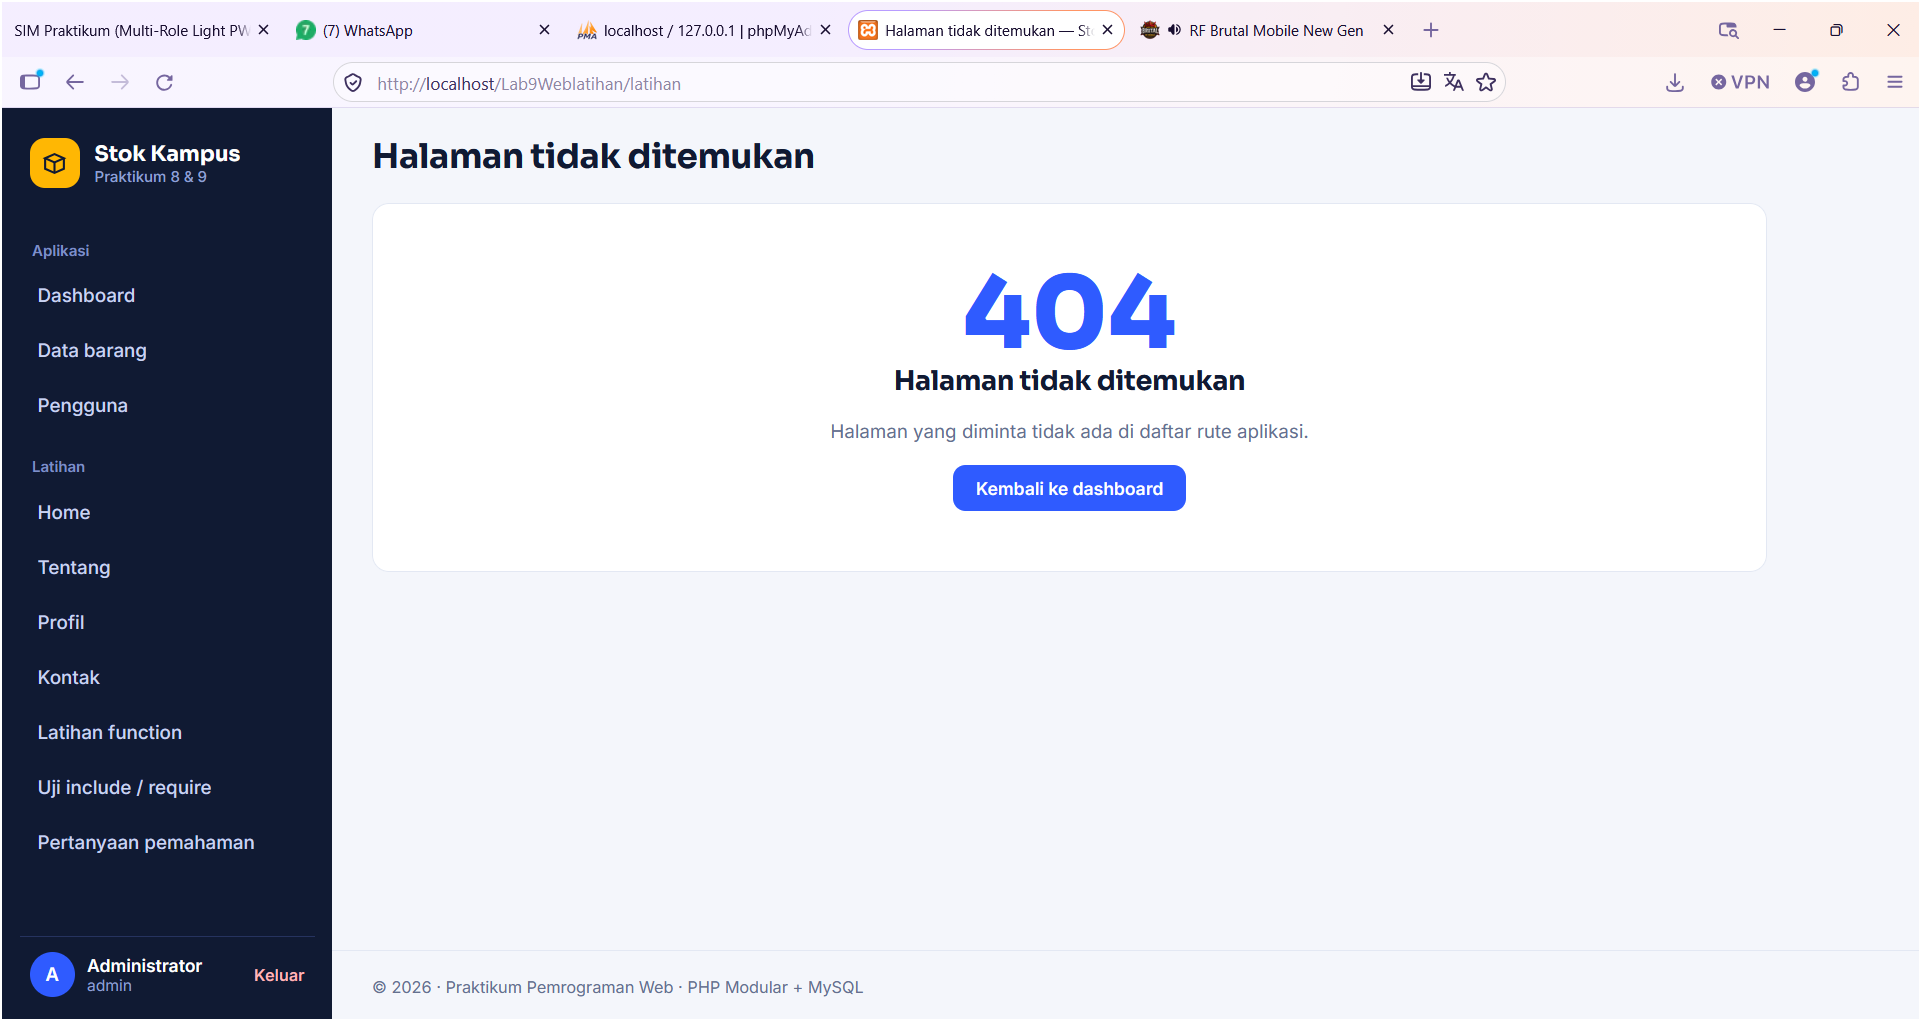 SIM Praktikum (Multi-Role Light PW
7
(7) WhatsApp
PMA
localhost / 127.0.0.1 | phpMyAd
Halaman tidak ditemukan — St
RF Brutal Mobile New Gen
http://localhost/Lab9Weblatihan/latihan
VPN
Stok Kampus
Praktikum 8 & 9
Aplikasi
Dashboard
Data barang
Pengguna
Latihan
Home
Tentang
Profil
Kontak
Latihan function
Uji include / require
Pertanyaan pemahaman
A
Administrator
admin
Keluar
Halaman tidak ditemukan
404
Halaman tidak ditemukan
Halaman yang diminta tidak ada di daftar rute aplikasi.
Kembali ke dashboard
© 2026 · Praktikum Pemrograman Web · PHP Modular + MySQL